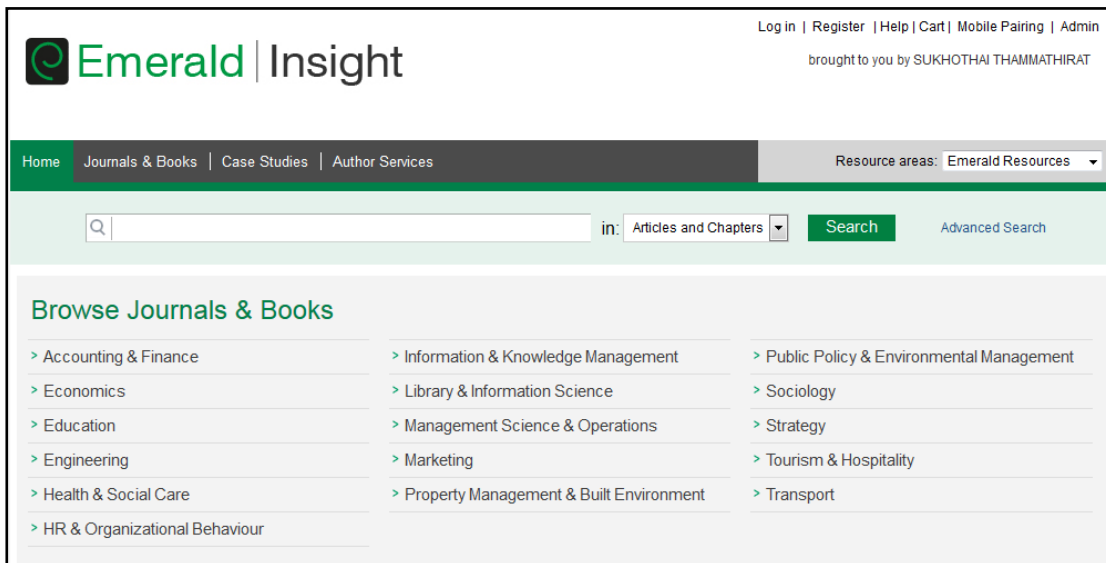 Log in | Register | Help | Cart | Mobile Pairing | Admin
Emerald | Insight
brought to you by SUKHOTHAI THAMMATHIRAT
Home Journals & Books | Case Studies | Author Services Resource areas: Emerald Resources
in: Articles and Chapters Search Advanced Search
Browse Journals & Books
> Accounting & Finance
> Economics
> Education
> Engineering
> Health & Social Care
> HR & Organizational Behaviour
> Information & Knowledge Management
> Library & Information Science
> Management Science & Operations
> Marketing
> Property Management & Built Environment
> Public Policy & Environmental Management
> Sociology
> Strategy
> Tourism & Hospitality
> Transport